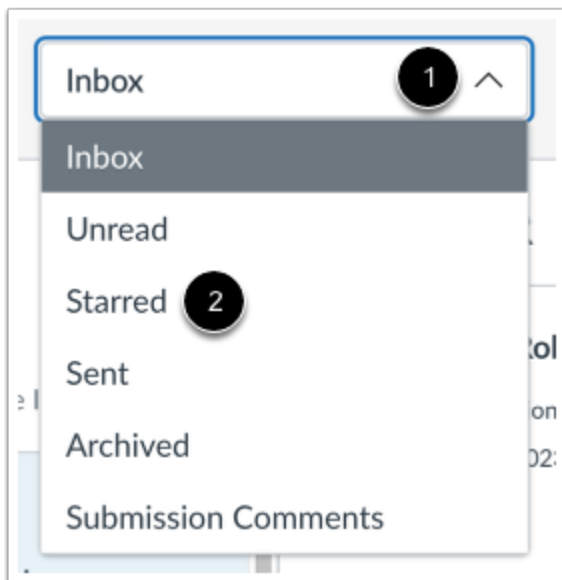 Inbox 1
Inbox
Unread
Starred 2
Sent
Archived
Submission Comments